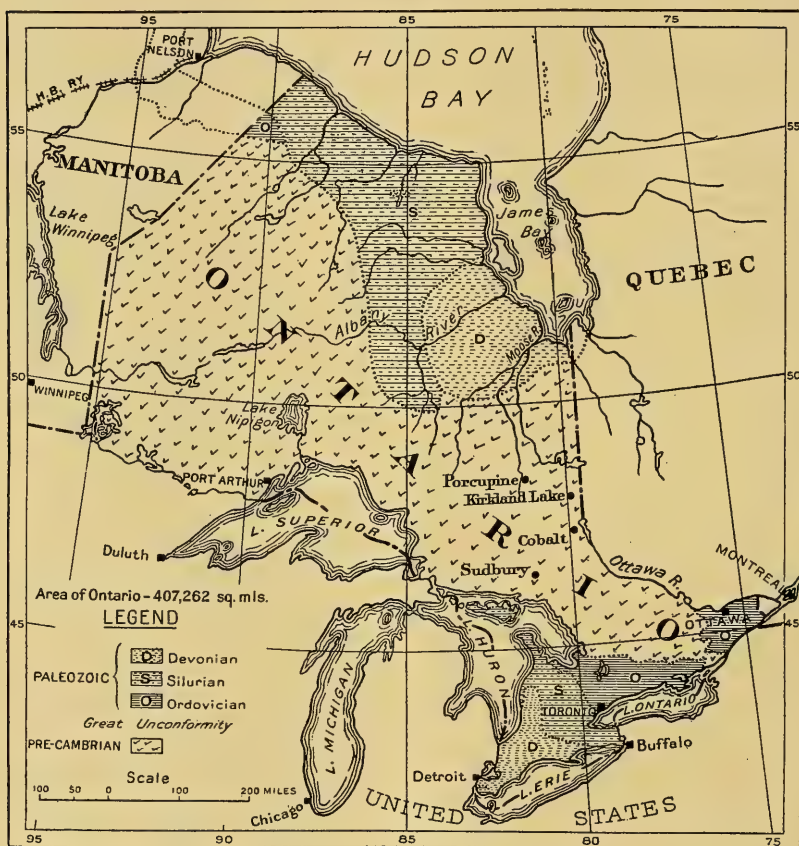 95
90
85
75
PORT
NELSON
HUDSON
BAY
H.B. RY
55
O
55
MANITOBA
Lake
Winnipeg
S
James
Bay
QUEBEC
ONTARIO
Albany River
D
Moose R.
50
WINNIPEG
Lake
Nipigon
50
PORT ARTHUR
Porcupine
Kirkland Lake
L. SUPERIOR
Cobalt
Duluth
Sudbury
Ottawa R.
MONTREAL
Area of Ontario - 407,262 sq. mls.
OTTAWA
45
O
45
LEGEND
PALEOZOIC
D Devonian
S Silurian
O Ordovician
Great Unconformity
PRE-CAMBRIAN
L. HURON
L. MICHIGAN
S
O
TORONTO
L. ONTARIO
D
Buffalo
Scale
100 50 0 100 200 MILES
Detroit
L. ERIE
Chicago
UNITED STATES
95
90
85
80
75